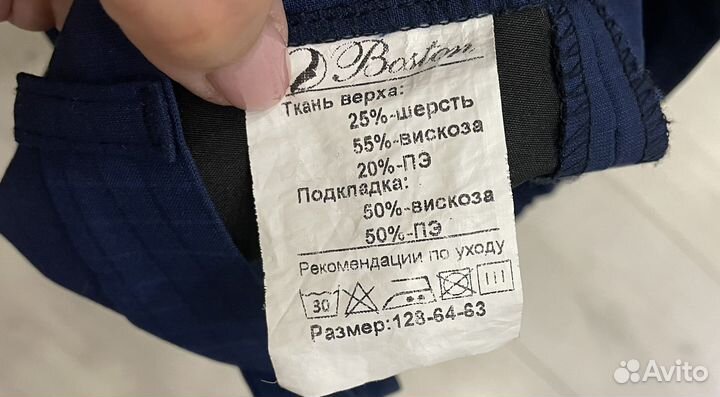 Boston
Ткань верха:
25%-шерсть
55%-вискоза
20%-ПЭ
Подкладка:
50%-вискоза
50%-ПЭ
Рекомендации по уходу
30
Размер:128-64-63
Avito